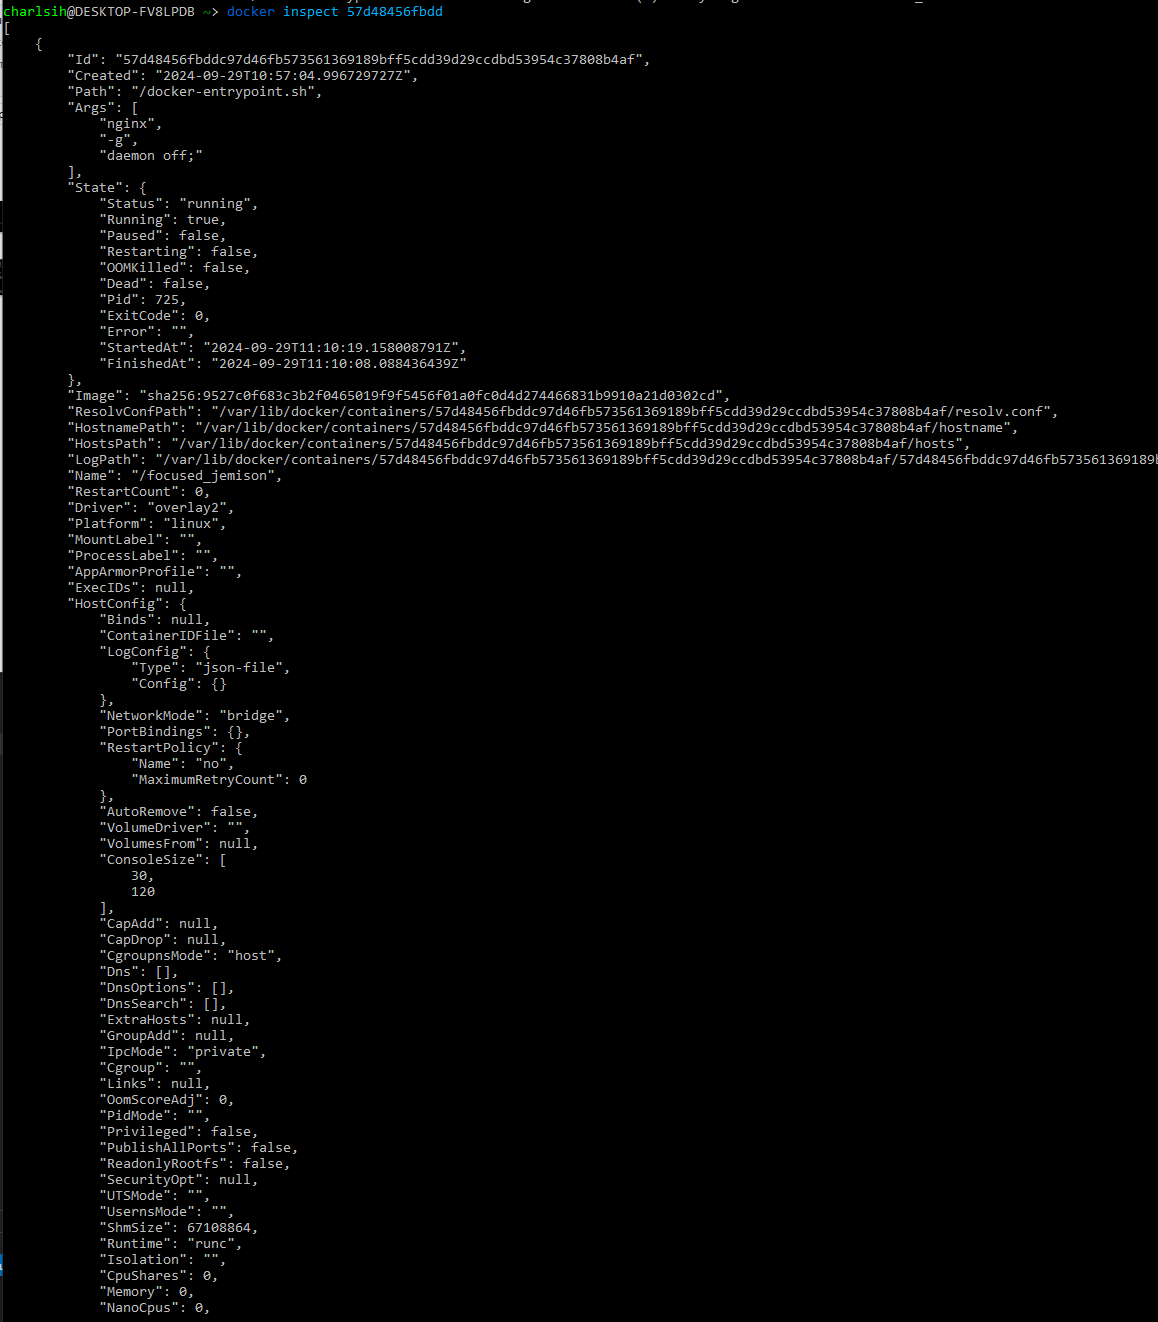 charlsih@DESKTOP-FV8LPDB ~> docker inspect 57d48456fbdd
[
    {
        "Id": "57d48456fbddc97d46fb573561369189bff5cdd39d29ccdbd53954c37808b4af",
        "Created": "2024-09-29T10:57:04.996729727Z",
        "Path": "/docker-entrypoint.sh",
        "Args": [
            "nginx",
            "-g",
            "daemon off;"
        ],
        "State": {
            "Status": "running",
            "Running": true,
            "Paused": false,
            "Restarting": false,
            "OOMKilled": false,
            "Dead": false,
            "Pid": 725,
            "ExitCode": 0,
            "Error": "",
            "StartedAt": "2024-09-29T11:10:19.158008791Z",
            "FinishedAt": "2024-09-29T11:10:08.088436439Z"
        },
        "Image": "sha256:9527c0f683c3b2f0465019f9f5456f01a0fc0d4d274466831b9910a21d0302cd",
        "ResolvConfPath": "/var/lib/docker/containers/57d48456fbddc97d46fb573561369189bff5cdd39d29ccdbd53954c37808b4af/resolv.conf",
        "HostnamePath": "/var/lib/docker/containers/57d48456fbddc97d46fb573561369189bff5cdd39d29ccdbd53954c37808b4af/hostname",
        "HostsPath": "/var/lib/docker/containers/57d48456fbddc97d46fb573561369189bff5cdd39d29ccdbd53954c37808b4af/hosts",
        "LogPath": "/var/lib/docker/containers/57d48456fbddc97d46fb573561369189bff5cdd39d29ccdbd53954c37808b4af/57d48456fbddc97d46fb573561369189
        "Name": "/focused_jemison",
        "RestartCount": 0,
        "Driver": "overlay2",
        "Platform": "linux",
        "MountLabel": "",
        "ProcessLabel": "",
        "AppArmorProfile": "",
        "ExecIDs": null,
        "HostConfig": {
            "Binds": null,
            "ContainerIDFile": "",
            "LogConfig": {
                "Type": "json-file",
                "Config": {}
            },
            "NetworkMode": "bridge",
            "PortBindings": {},
            "RestartPolicy": {
                "Name": "no",
                "MaximumRetryCount": 0
            },
            "AutoRemove": false,
            "VolumeDriver": "",
            "VolumesFrom": null,
            "ConsoleSize": [
                30,
                120
            ],
            "CapAdd": null,
            "CapDrop": null,
            "CgroupnsMode": "host",
            "Dns": [],
            "DnsOptions": [],
            "DnsSearch": [],
            "ExtraHosts": null,
            "GroupAdd": null,
            "IpcMode": "private",
            "Cgroup": "",
            "Links": null,
            "OomScoreAdj": 0,
            "PidMode": "",
            "Privileged": false,
            "PublishAllPorts": false,
            "ReadonlyRootfs": false,
            "SecurityOpt": null,
            "UTSMode": "",
            "UsernsMode": "",
            "ShmSize": 67108864,
            "Runtime": "runc",
            "Isolation": "",
            "CpuShares": 0,
            "Memory": 0,
            "NanoCpus": 0,